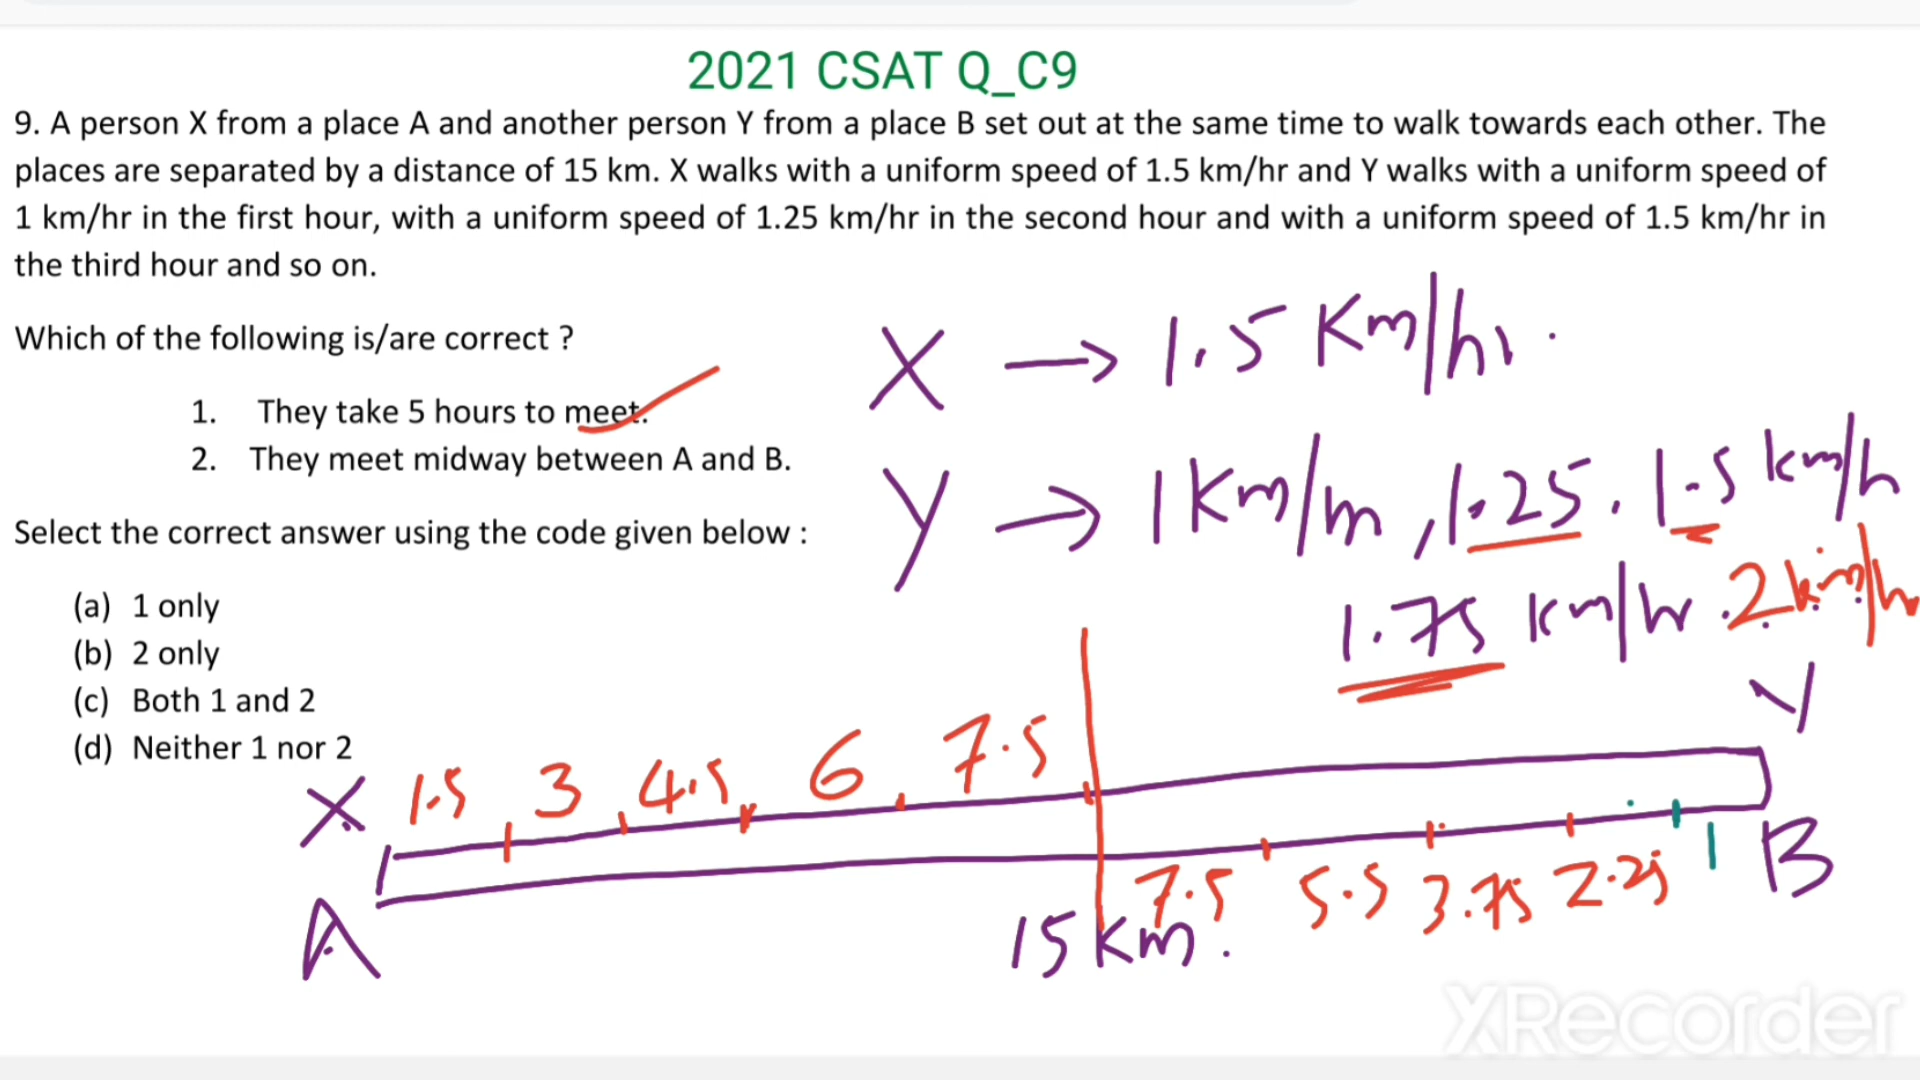 2021 CSAT Q_C9
9. A person X from a place A and another person Y from a place B set out at the same time to walk towards each other. The
places are separated by a distance of 15 km. X walks with a uniform speed of 1.5 km/hr and Y walks with a uniform speed of
1 km/hr in the first hour, with a uniform speed of 1.25 km/hr in the second hour and with a uniform speed of 1.5 km/hr in
the third hour and so on.
Which of the following is/are correct ?
X → 1.5 Km/hr
1. They take 5 hours to meet.
2. They meet midway between A and B.
Y → 1 Km/m, 1.25. 1.5 km/h
Select the correct answer using the code given below :
1.75 km/hr .2km/hr
(a) 1 only
(b) 2 only
(c) Both 1 and 2
(d) Neither 1 nor 2
Y
X 1.5 3 4.5 6 7.5
A 7.5 5.5 3.75 2.25 1 B
15 km.
XRecorder